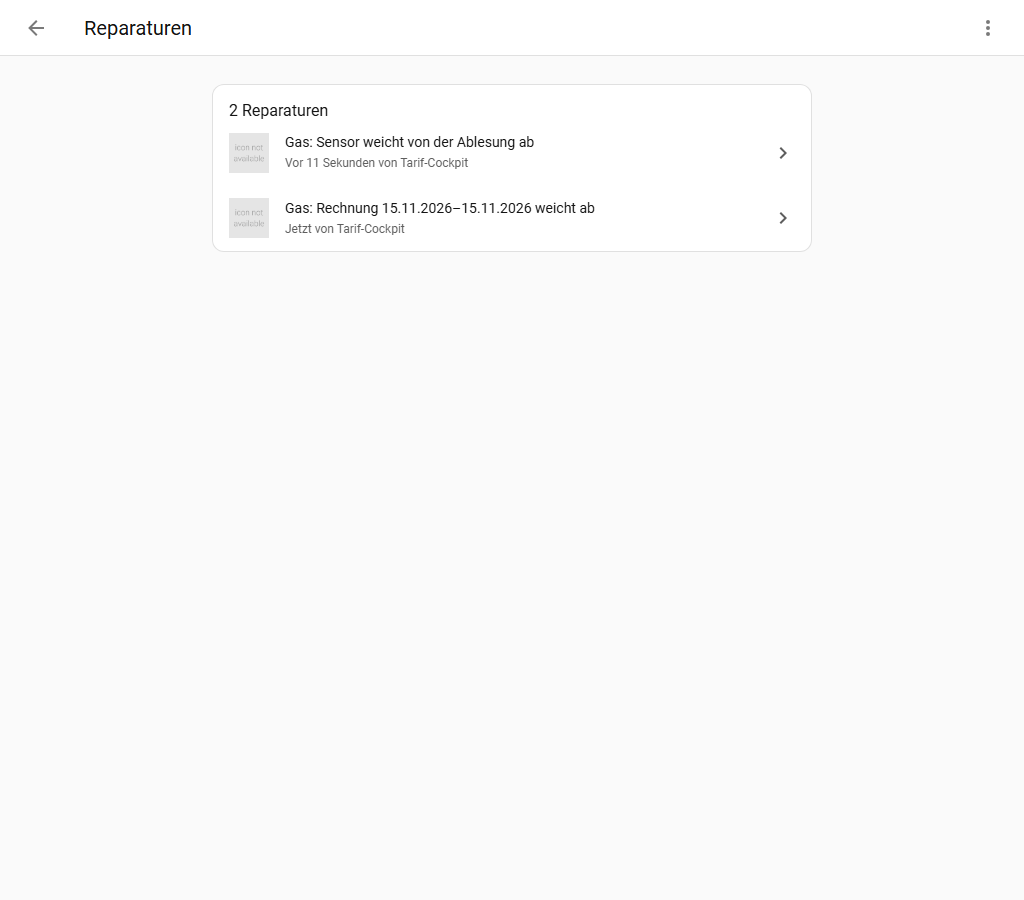 Reparaturen
2 Reparaturen
icon not
available
Gas: Sensor weicht von der Ablesung ab
Vor 11 Sekunden von Tarif-Cockpit
icon not
available
Gas: Rechnung 15.11.2026–15.11.2026 weicht ab
Jetzt von Tarif-Cockpit